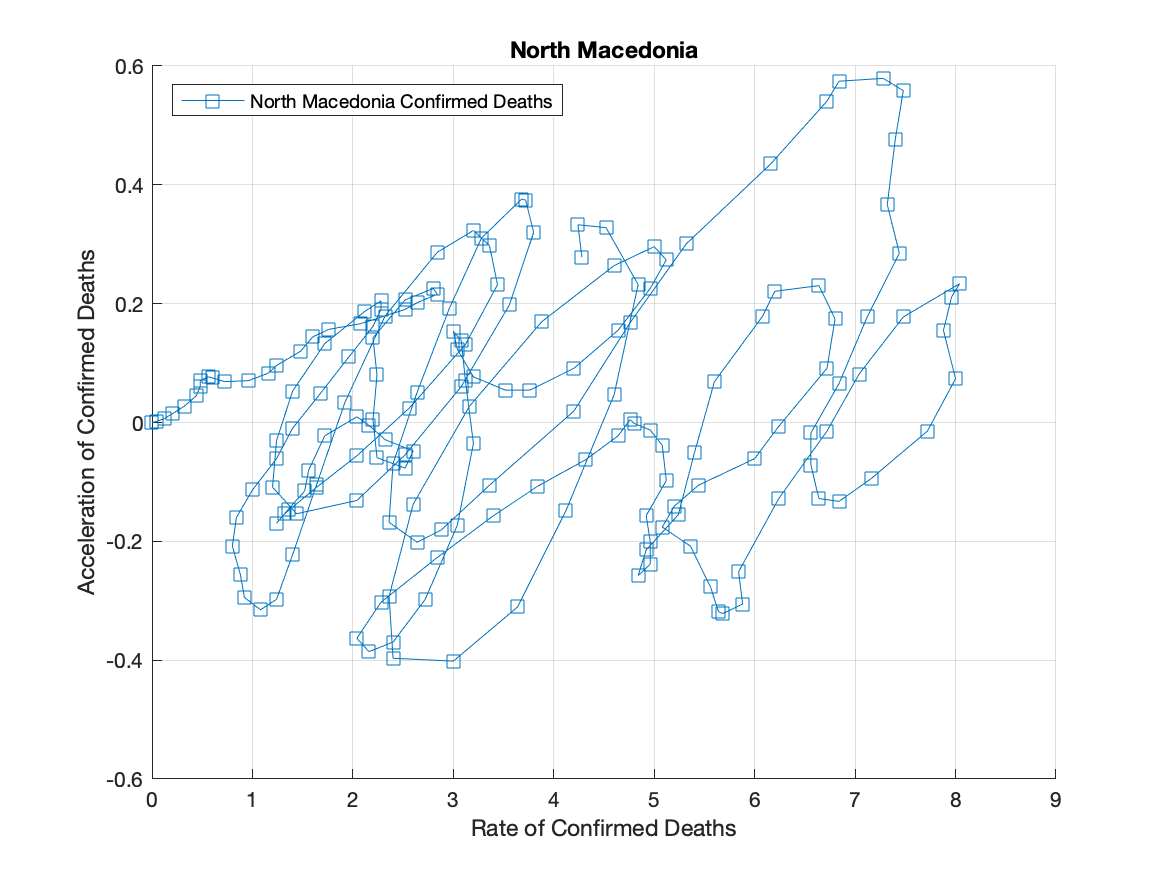 North Macedonia
North Macedonia Confirmed Deaths
0.6
0.4
0.2
0
-0.2
-0.4
-0.6
Acceleration of Confirmed Deaths
0 1 2 3 4 5 6 7 8 9
Rate of Confirmed Deaths